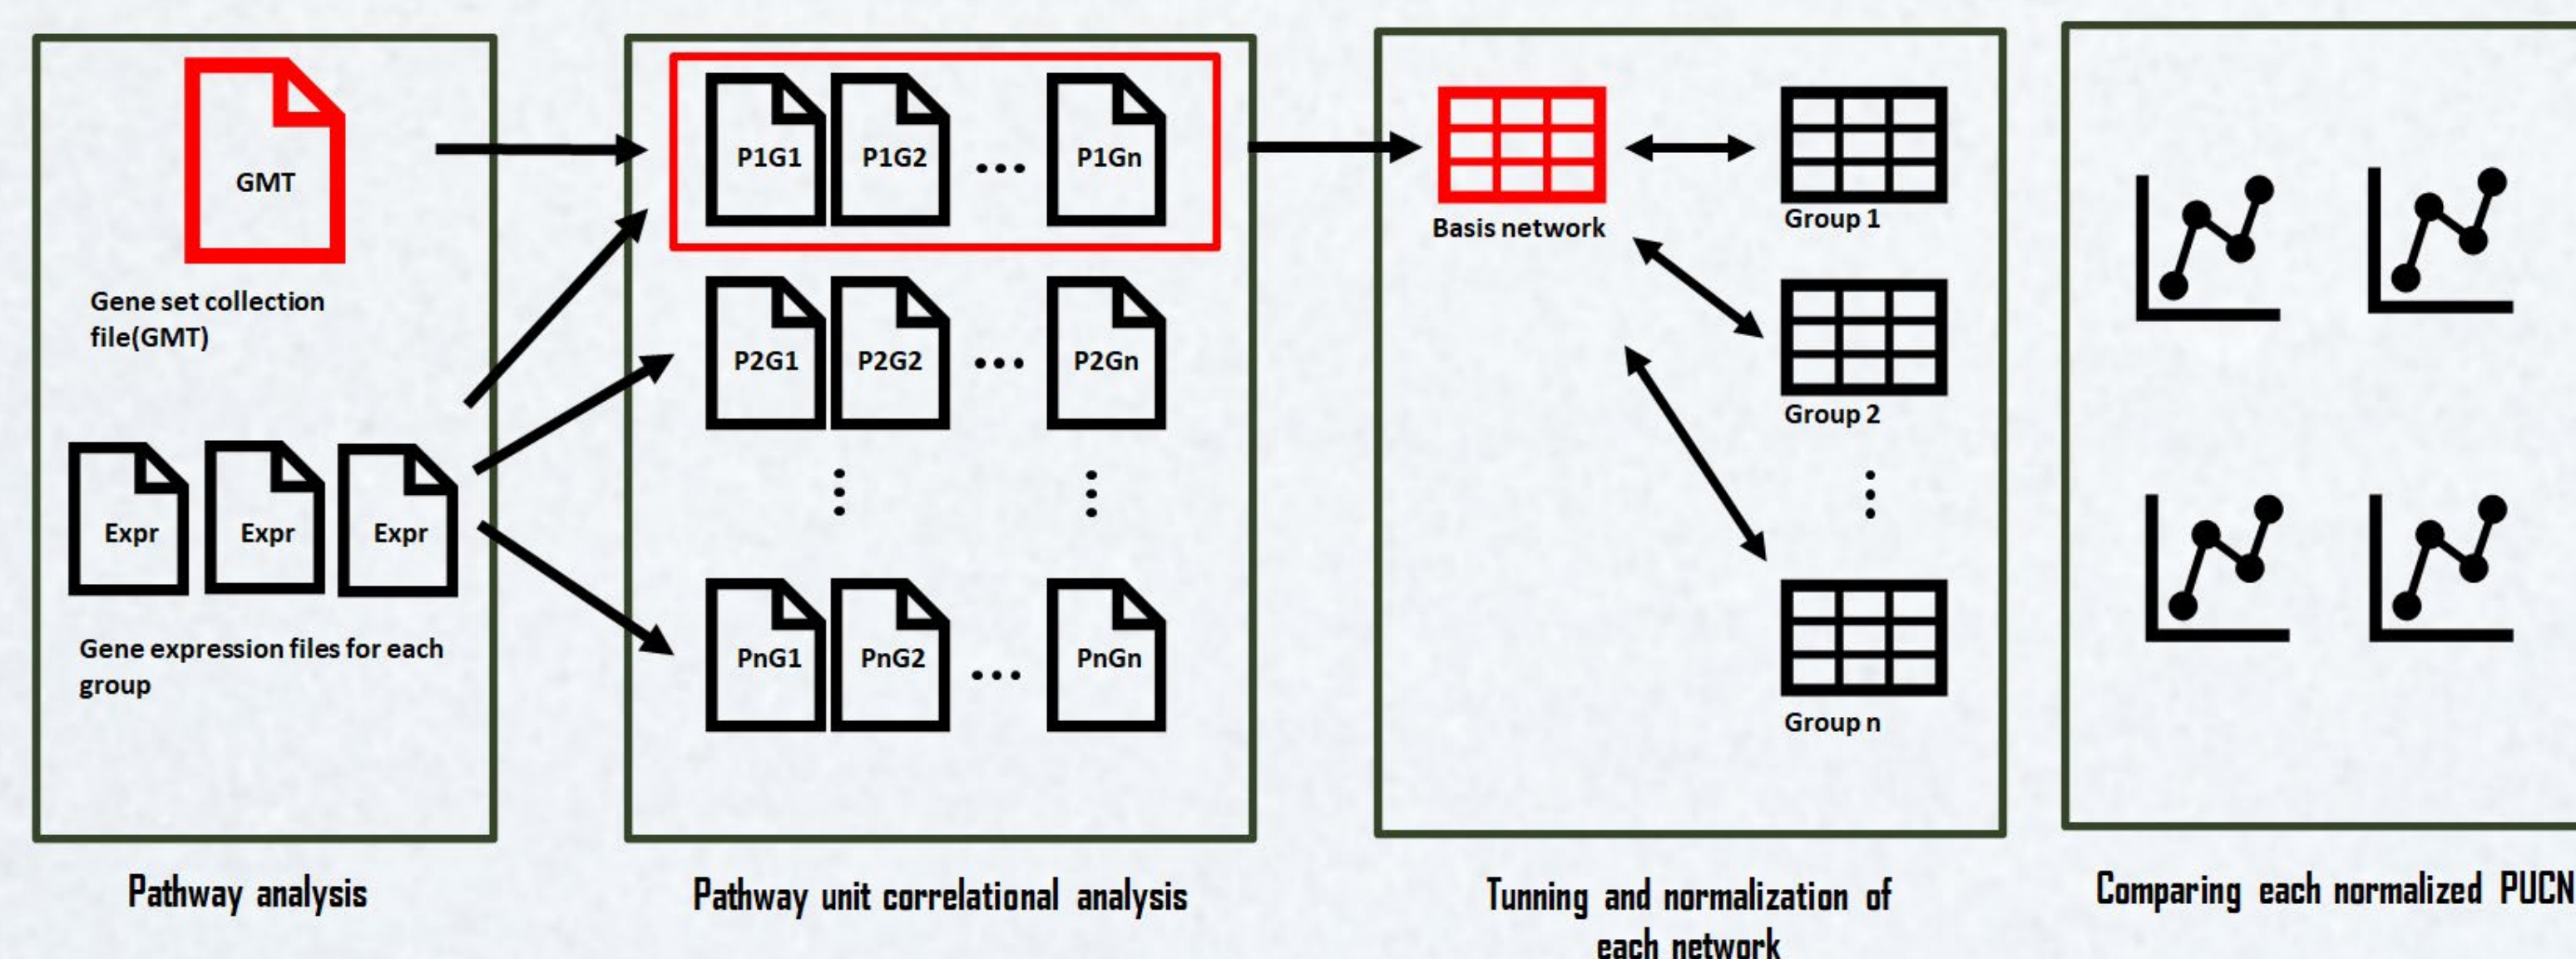 GMT
Gene set collection
file(GMT)
Expr
Expr
Expr
Gene expression files for each
group
Pathway analysis
P1G1
P1G2
...
P1Gn
P2G1
P2G2
...
P2Gn
PnG1
PnG2
...
PnGn
Pathway unit correlational analysis
Basis network
Group 1
Group 2
Group n
Tunning and normalization of
each network
Comparing each normalized PUCN